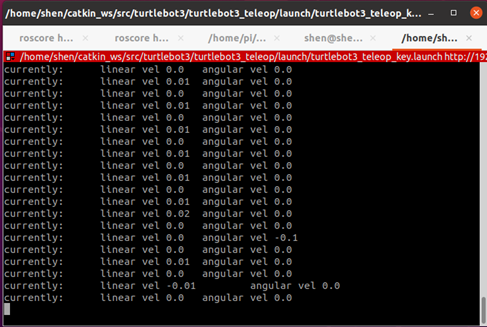 /home/shen/catkin_ws/src/turtlebot3/turtlebot3_teleop/launch/turtlebot3_teleop_k...
roscore h... roscore h... /home/pi/... shen@she... /home/sh...
/home/shen/catkin_ws/src/turtlebot3/turtlebot3_teleop/launch/turtlebot3_teleop_key.launch http://192
currently: linear vel 0.0 angular vel 0.0
currently: linear vel 0.01 angular vel 0.0
currently: linear vel 0.0 angular vel 0.0
currently: linear vel 0.01 angular vel 0.0
currently: linear vel 0.0 angular vel 0.0
currently: linear vel 0.01 angular vel 0.0
currently: linear vel 0.0 angular vel 0.0
currently: linear vel 0.01 angular vel 0.0
currently: linear vel 0.0 angular vel 0.0
currently: linear vel 0.01 angular vel 0.0
currently: linear vel 0.0 angular vel 0.0
currently: linear vel 0.01 angular vel 0.0
currently: linear vel 0.02 angular vel 0.0
currently: linear vel 0.0 angular vel 0.0
currently: linear vel 0.0 angular vel -0.1
currently: linear vel 0.0 angular vel 0.0
currently: linear vel 0.01 angular vel 0.0
currently: linear vel 0.0 angular vel 0.0
currently: linear vel -0.01 angular vel 0.0
currently: linear vel 0.0 angular vel 0.0